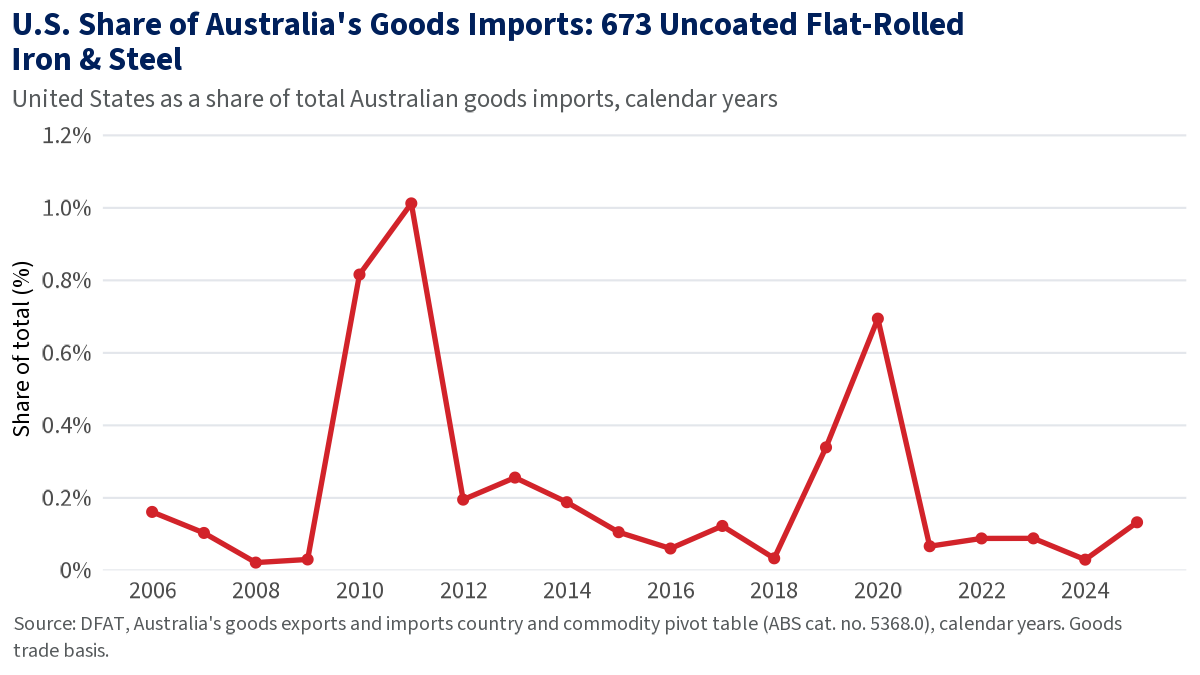 U.S. Share of Australia's Goods Imports: 673 Uncoated Flat-Rolled
Iron & Steel
United States as a share of total Australian goods imports, calendar years
Share of total (%)
1.2%
1.0%
0.8%
0.6%
0.4%
0.2%
0%
2006 2008 2010 2012 2014 2016 2018 2020 2022 2024
Source: DFAT, Australia's goods exports and imports country and commodity pivot table (ABS cat. no. 5368.0), calendar years. Goods
trade basis.